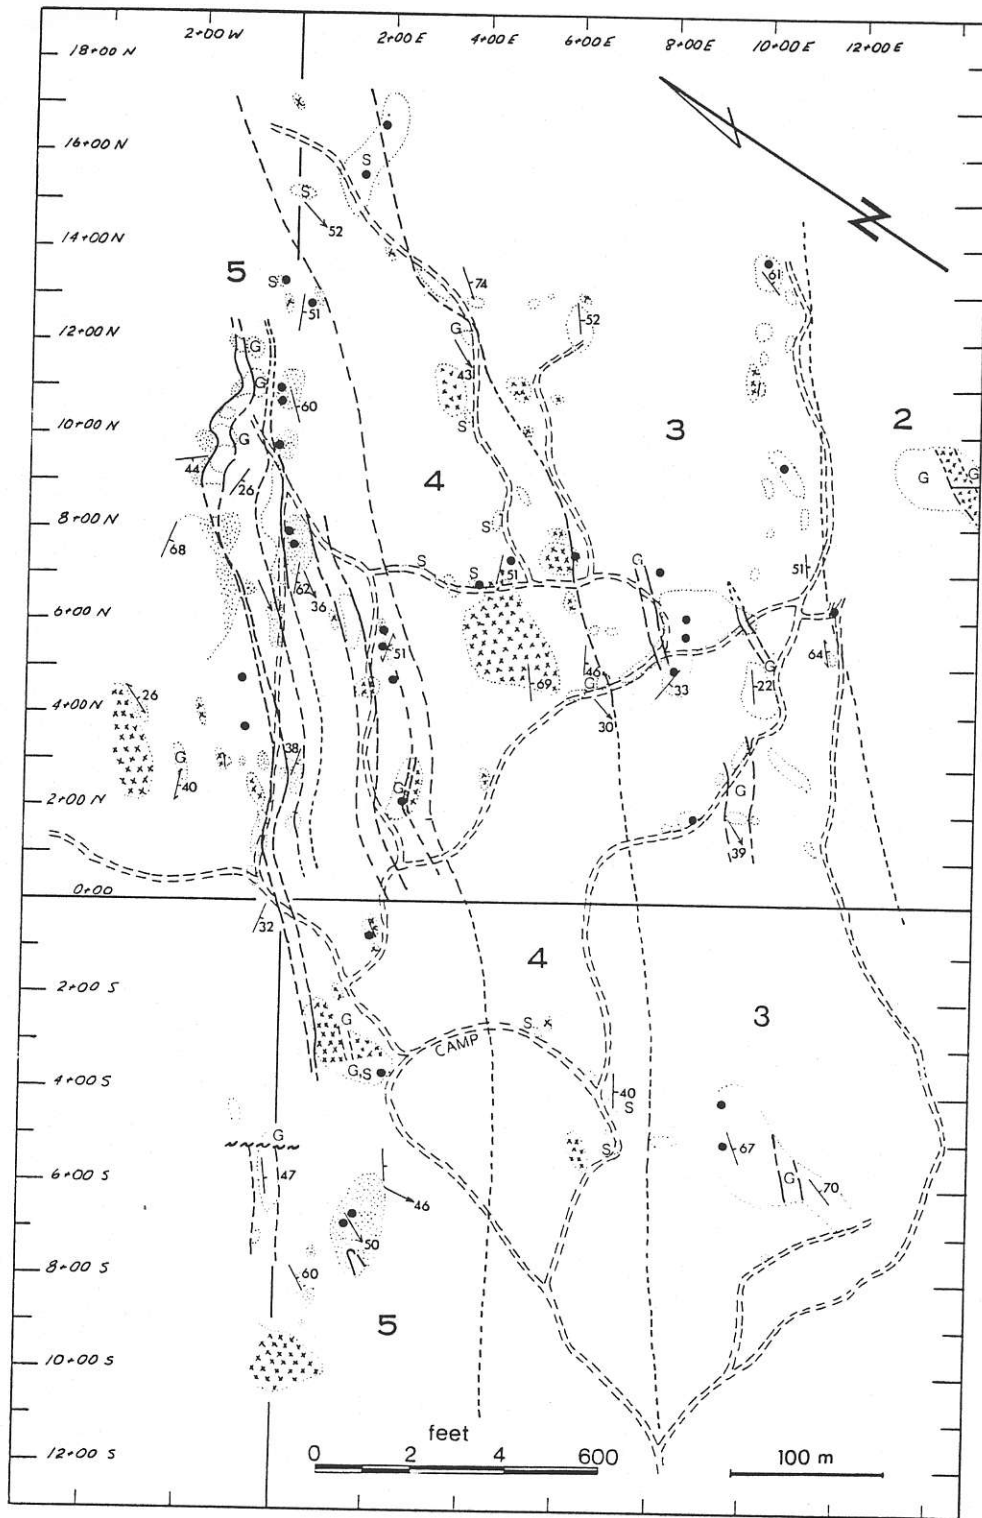 2+00 W 2+00 E 4+00 E 6+00 E 8+00 E 10+00 E 12+00 E
18+00 N
16+00 N
S
S
52
N
14+00 N
5
S
74
61
51
52
12+00 N
G
G
43
G
60
10+00 N
S
3
2
G
44
4
G
G
26
8+00 N
S
68
S
S
51
G
51
62
36
6+00 N
51
64
46
G
69
G
33
22
26
4+00 N
30
38
G
40
G
G
2+00 N
39
0+00
32
4
2+00 S
3
G
S
CAMP
G,S
4+00 S
40
S
G
S
67
6+00 S
47
G
70
46
50
8+00 S
60
5
10+00 S
feet
12+00 S
0 2 4 600
100 m